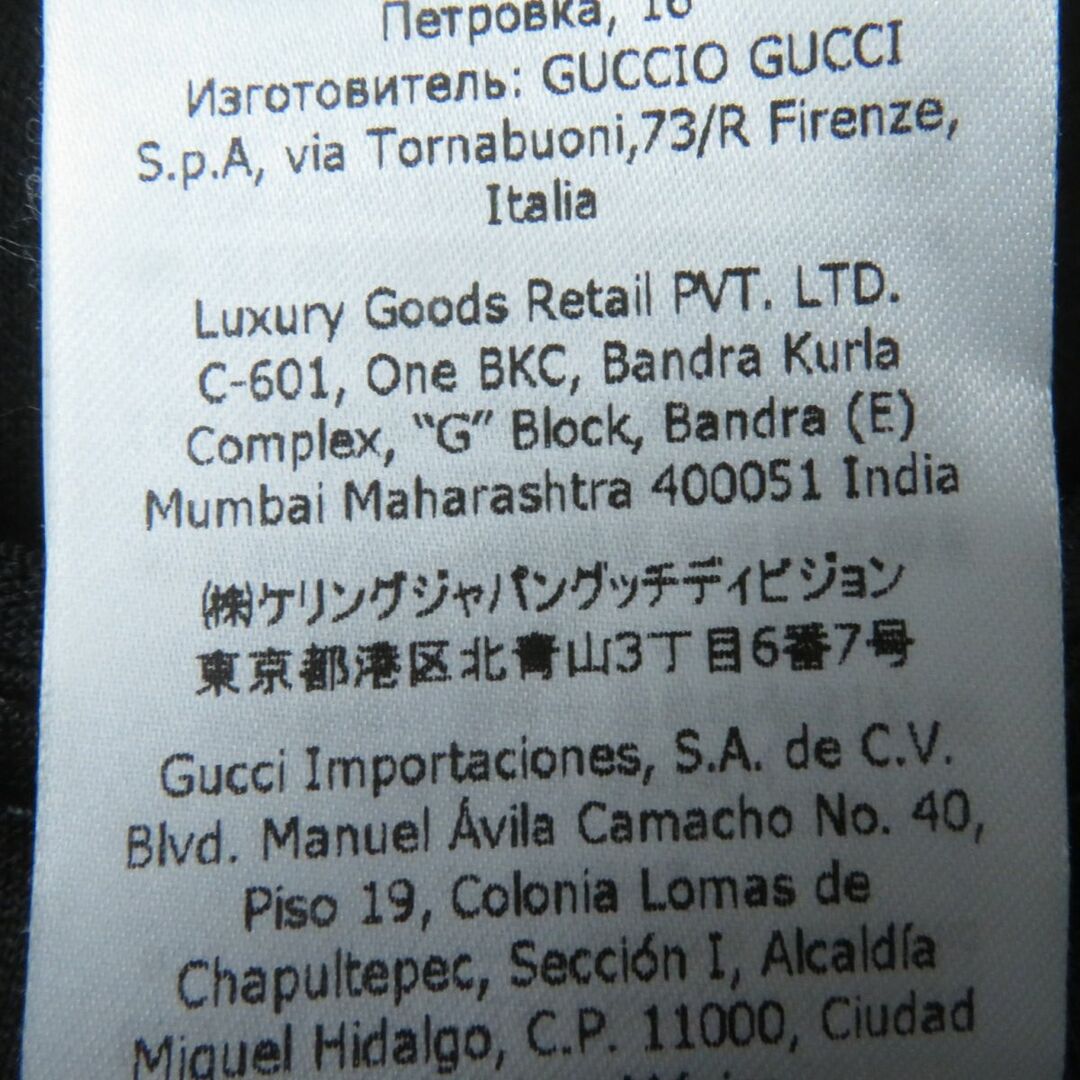 Петровка, 16
Изготовитель: GUCCIO GUCCI
S.p.A, via Tornabuoni,73/R Firenze,
Italia
Luxury Goods Retail PVT. LTD.
C-601, One BKC, Bandra Kurla
Complex, “G” Block, Bandra (E)
Mumbai Maharashtra 400051 India
㈱ケリングジャパングッチディビジョン
東京都港区北青山3丁目6番7号
Gucci Importaciones, S.A. de C.V.
Blvd. Manuel Ávila Camacho No. 40,
Piso 19, Colonia Lomas de
Chapultepec, Sección I, Alcaldía
Miguel Hidalgo, C.P. 11000, Ciudad